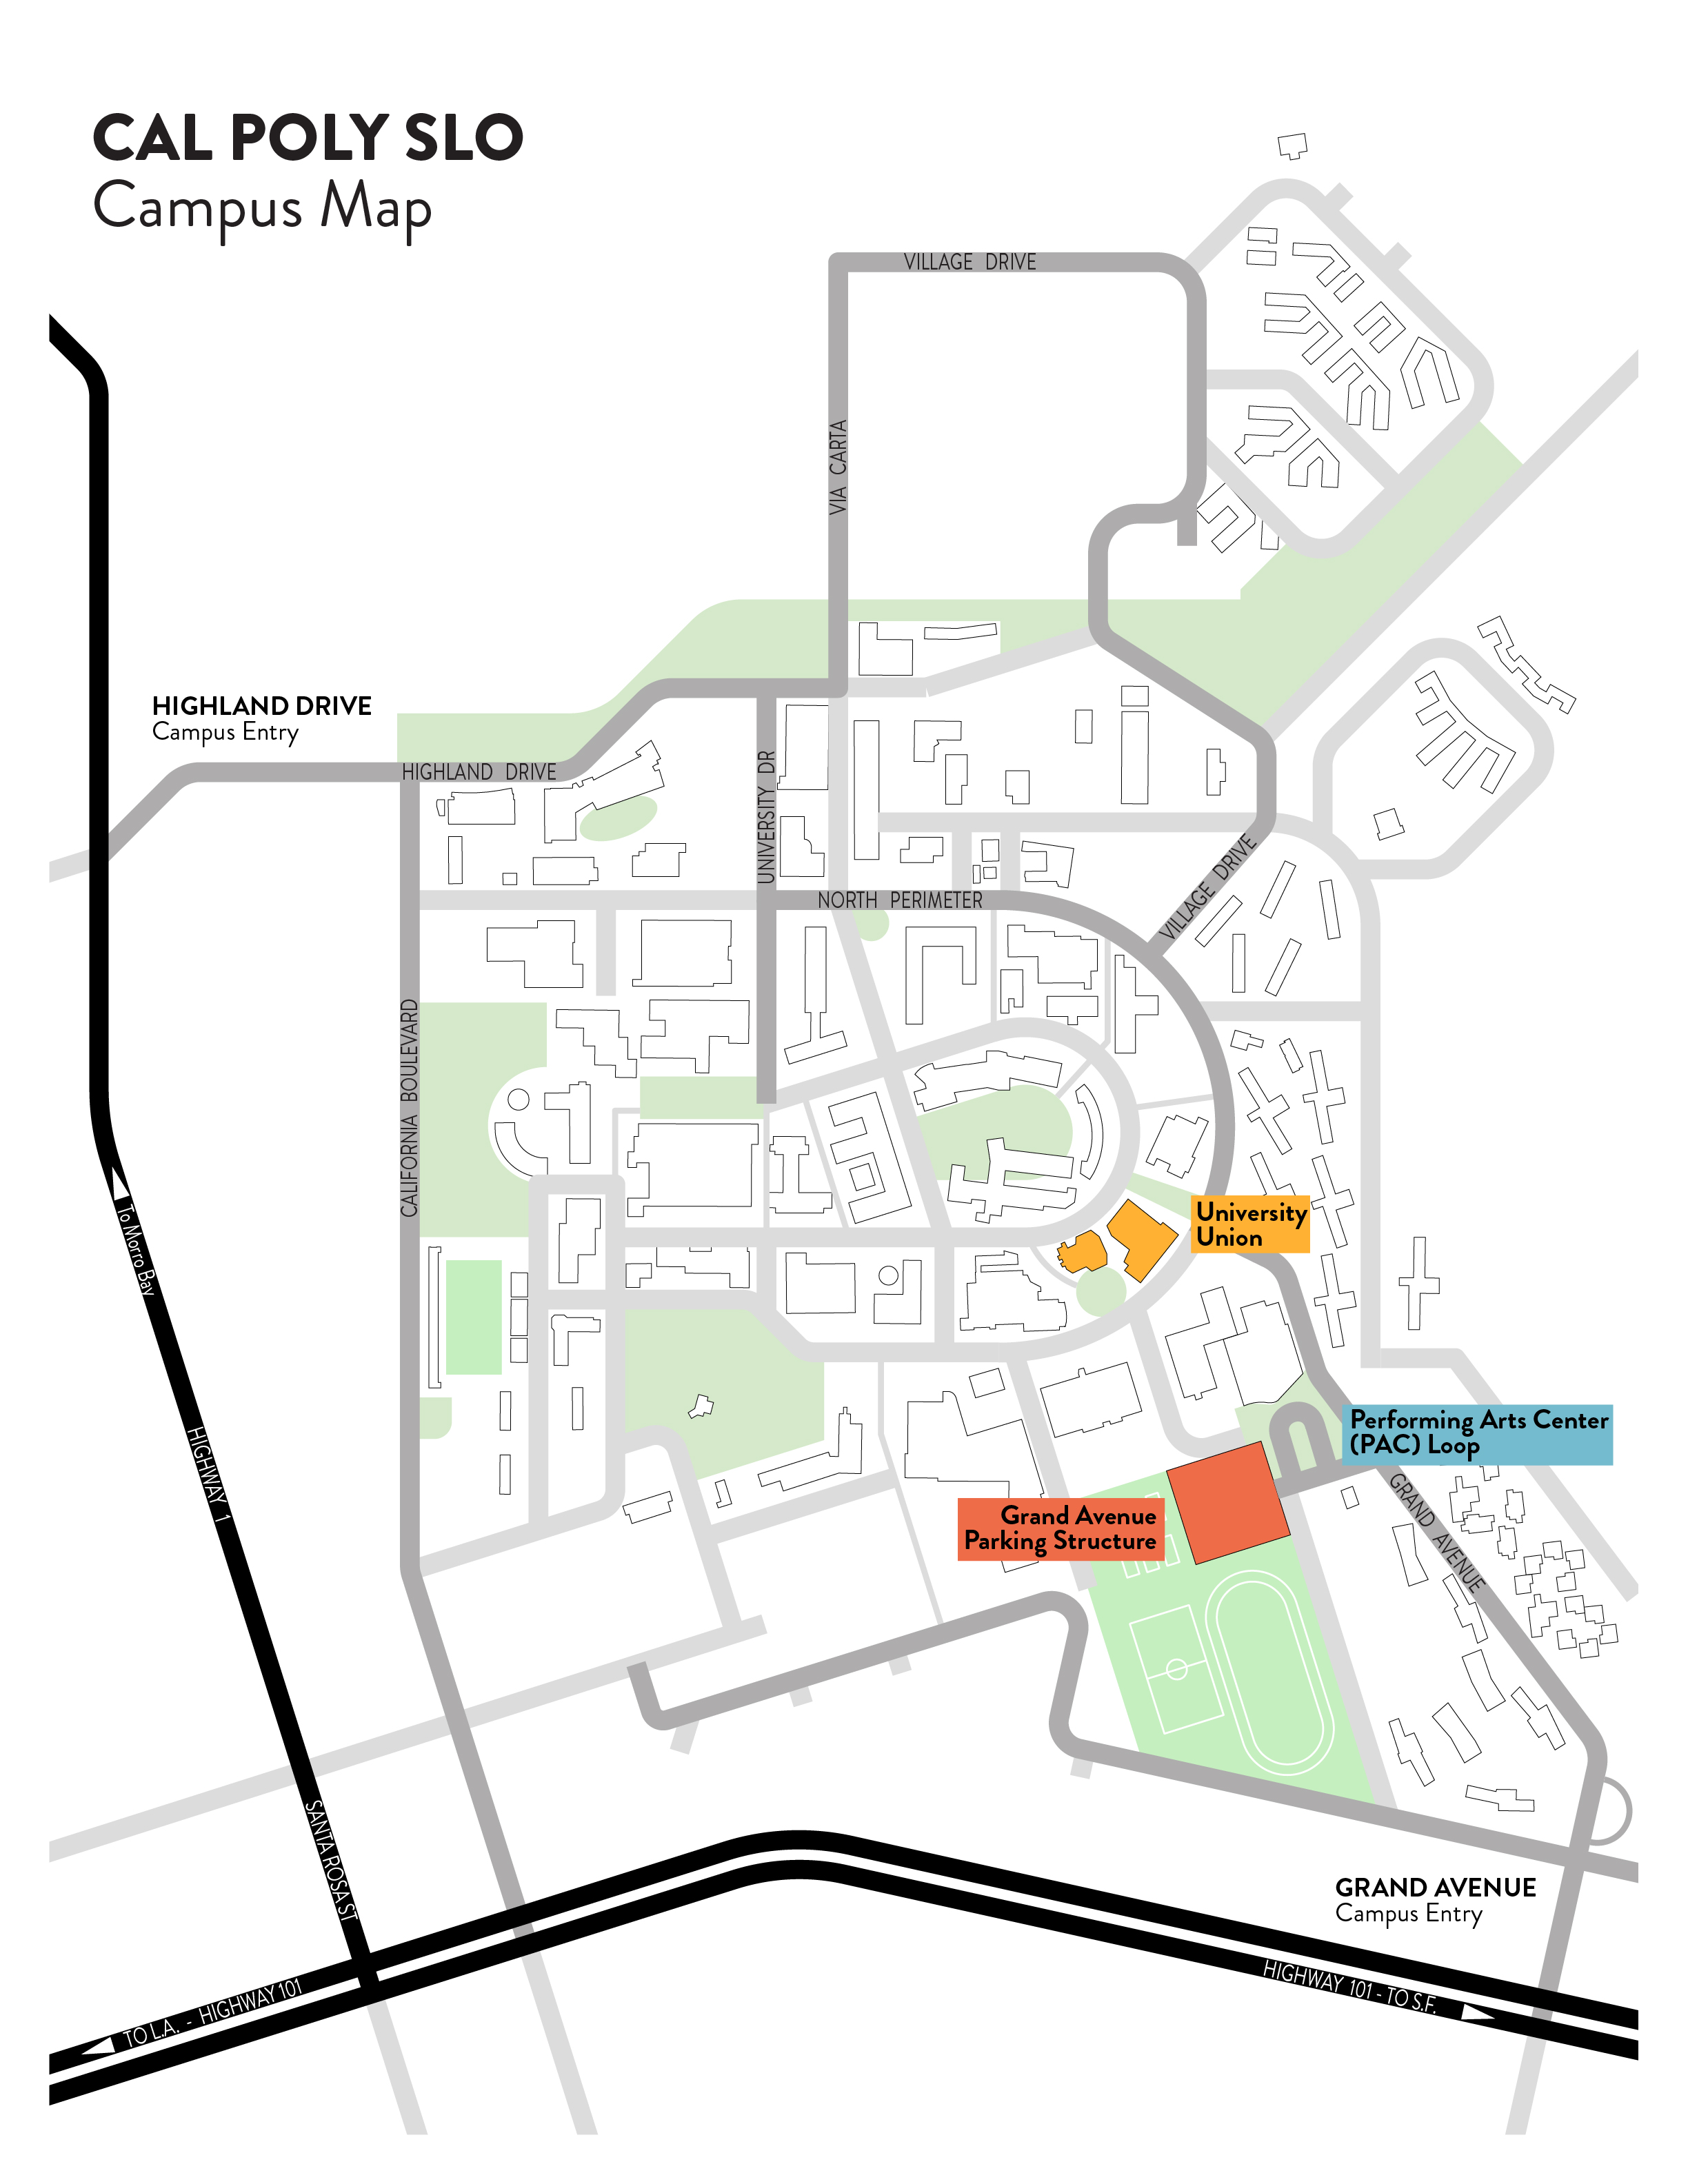 CAL POLY SLO
Campus Map
VILLAGE DRIVE
VIA CARTA
HIGHLAND DRIVE
Campus Entry
HIGHLAND DRIVE
UNIVERSITY DR
NORTH PERIMETER
VILLAGE DRIVE
CALIFORNIA BOULEVARD
To Morro Bay
University
Union
Performing Arts Center
(PAC) Loop
HIGHWAY 1
Grand Avenue
Parking Structure
GRAND AVENUE
SANTA ROSA ST
GRAND AVENUE
Campus Entry
TO L.A. - HIGHWAY 101
HIGHWAY 101 - TO S.F.